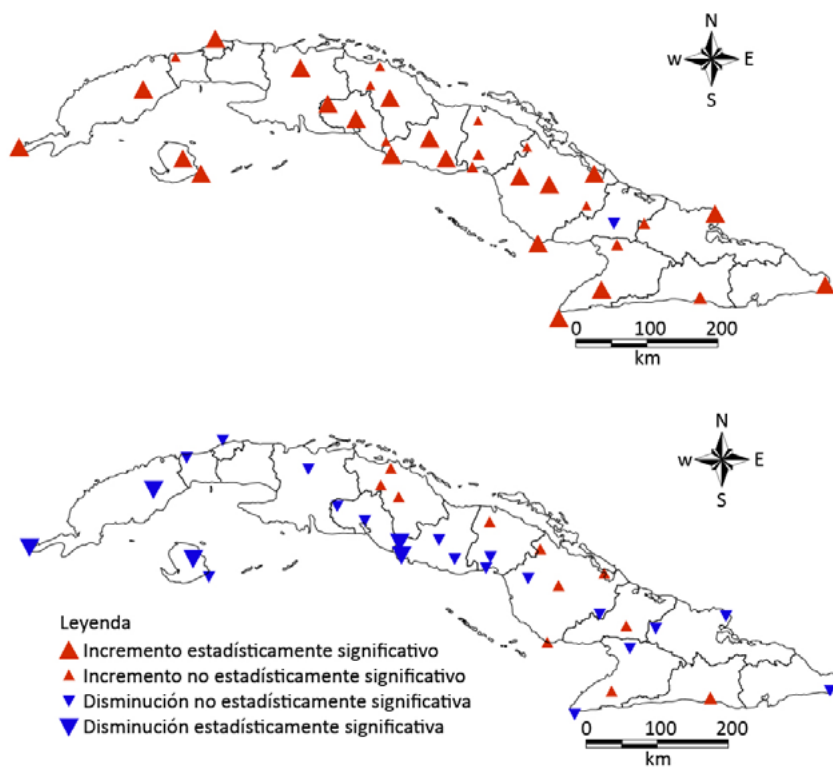 N
W E
S
0 100 200
km
N
W E
S
Leyenda
Incremento estadísticamente significativo
Incremento no estadísticamente significativo
Disminución no estadísticamente significativa
Disminución estadísticamente significativa
0 100 200
km